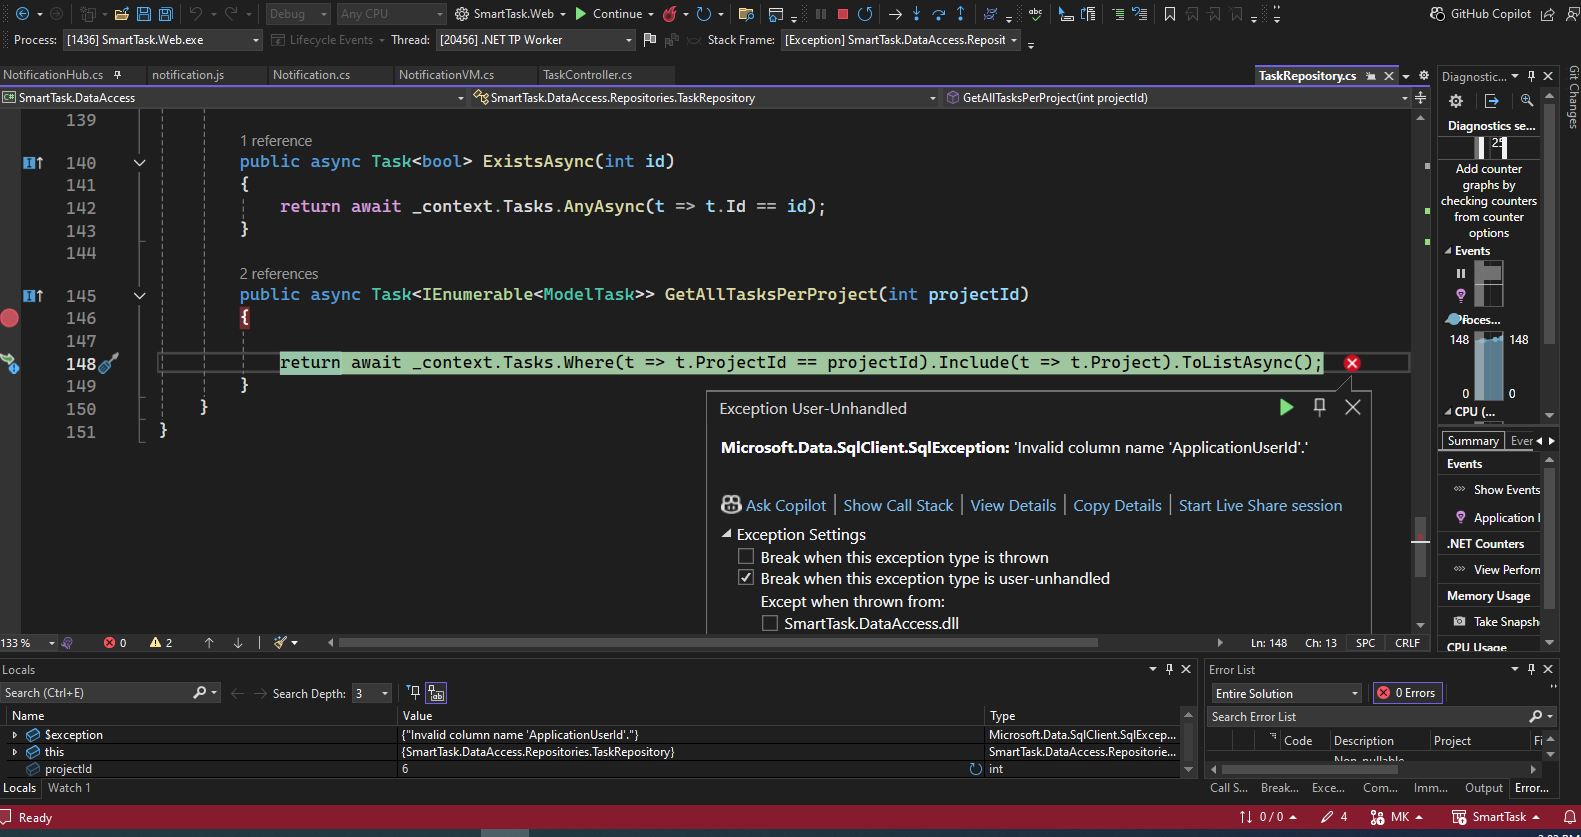 Debug
Any CPU
SmartTask.Web
Continue
GitHub Copilot
Process: [1436] SmartTask.Web.exe
Lifecycle Events
Thread: [20456] .NET TP Worker
Stack Frame: [Exception] SmartTask.DataAccess.Reposit
NotificationHub.cs
notification.js
Notification.cs
NotificationVM.cs
TaskController.cs
TaskRepository.cs
Diagnostic...
Git Changes
C# SmartTask.DataAccess
SmartTask.DataAccess.Repositories.TaskRepository
GetAllTasksPerProject(int projectId)
139
1 reference
140 public async Task<bool> ExistsAsync(int id)
141 {
142 return await _context.Tasks.AnyAsync(t => t.Id == id);
143 }
144
2 references
145 public async Task<IEnumerable<ModelTask>> GetAllTasksPerProject(int projectId)
146 {
147
148 return await _context.Tasks.Where(t => t.ProjectId == projectId).Include(t => t.Project).ToListAsync();
149 }
150 }
151 }
Exception User-Unhandled
Microsoft.Data.SqlClient.SqlException: 'Invalid column name 'ApplicationUserId'.'
Ask Copilot | Show Call Stack | View Details | Copy Details | Start Live Share session
Exception Settings
Break when this exception type is thrown
Break when this exception type is user-unhandled
Except when thrown from:
SmartTask.DataAccess.dll
Diagnostics se...
Add counter
graphs by
checking counters
from counter
options
Events
148 148
0 0
CPU (...
Summary
Events
Show Events
.NET Counters
Memory Usage
CPU Usage
133 %
0
2
Ln: 148
Ch: 13
SPC
CRLF
Locals
Search (Ctrl+E)
Search Depth: 3
Name Value Type
$exception {"Invalid column name 'ApplicationUserId'."} Microsoft.Data.SqlClient.SqlExcep...
this {SmartTask.DataAccess.Repositories.TaskRepository} SmartTask.DataAccess.Repositorie...
projectId 6 int
Locals
Watch 1
Error List
Entire Solution
0 Errors
Search Error List
Code Description Project Fi
Call S...
Break...
Exce...
Com...
Imm...
Output
Error...
Ready
0 / 0
4
MK
SmartTask